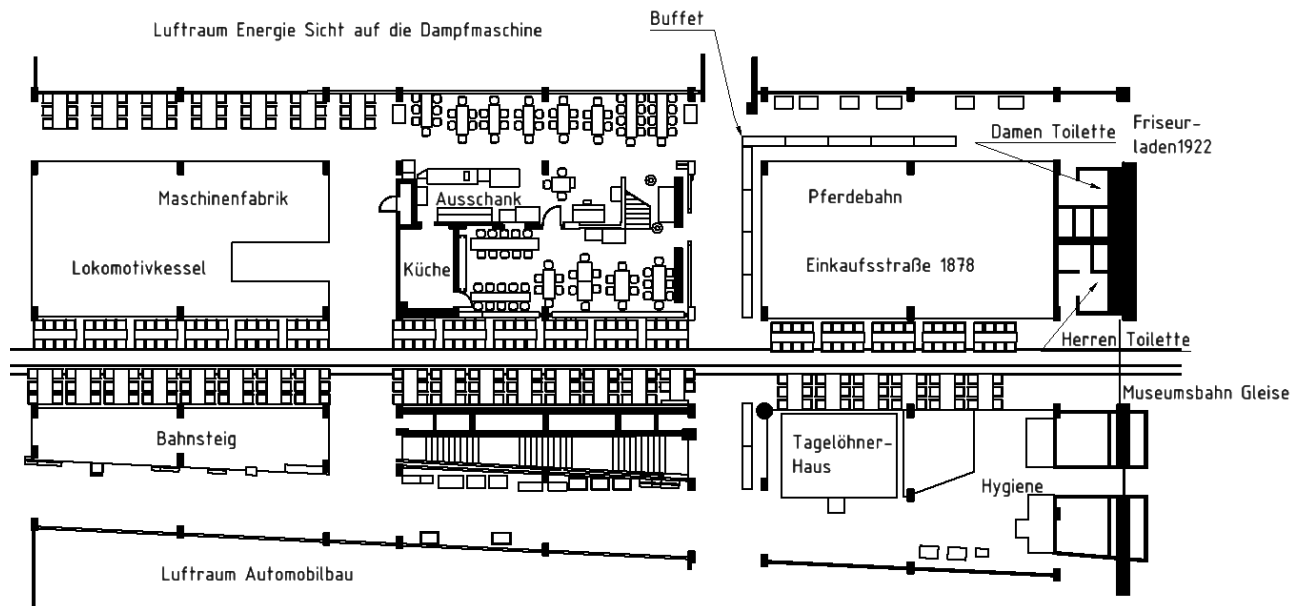 Buffet
Luftraum Energie Sicht auf die Dampfmaschine
Damen Toilette
Friseur-
laden1922
Maschinenfabrik
Ausschank
Pferdebahn
Lokomotivkessel
Küche
Einkaufsstraße 1878
Herren Toilette
Museumsbahn Gleise
Bahnsteig
Tagelöhner-
Haus
Hygiene
Luftraum Automobilbau